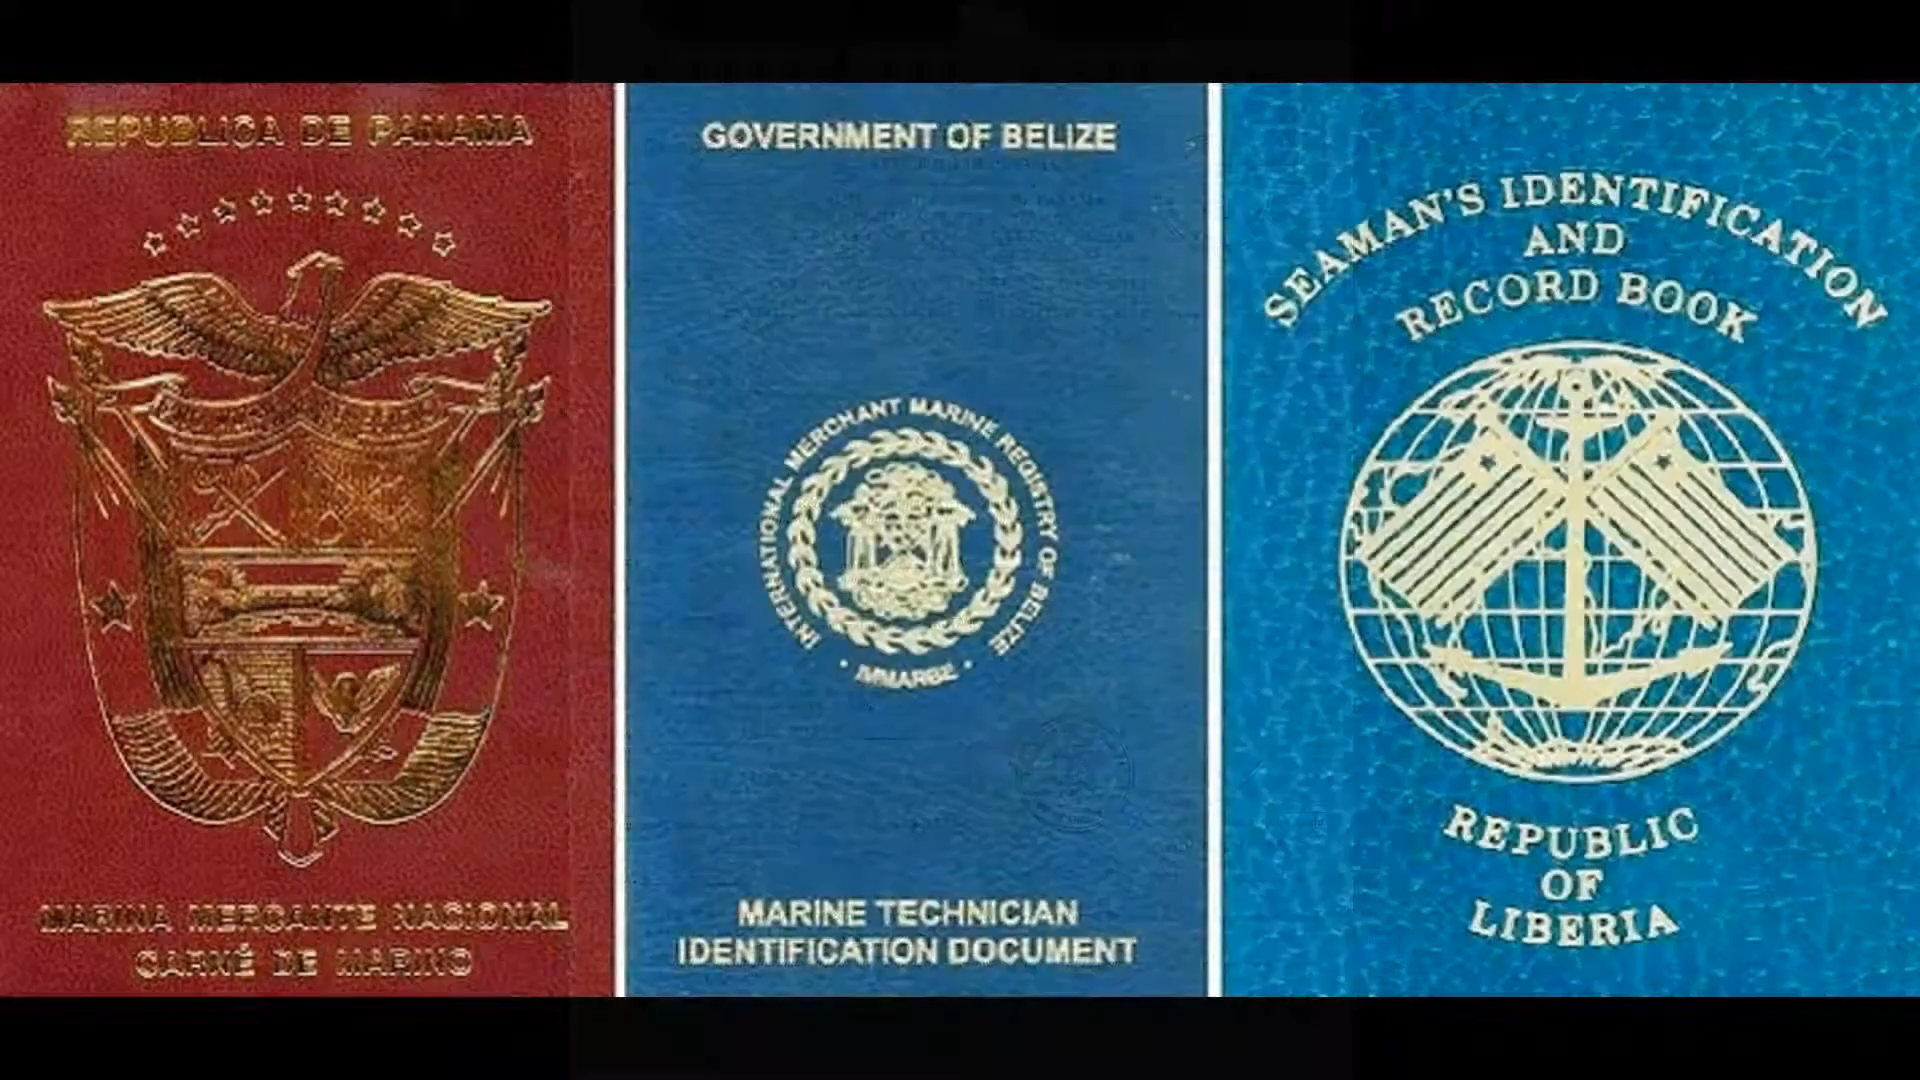 REPUBLICA DE PANAMA
MARINA MERCANTE NACIONAL
CARNÉ DE MARINO
GOVERNMENT OF BELIZE
INTERNATIONAL MERCHANT MARINE REGISTRY OF BELIZE
• IMMARBE •
MARINE TECHNICIAN
IDENTIFICATION DOCUMENT
SEAMAN'S IDENTIFICATION
AND
RECORD BOOK
REPUBLIC
OF
LIBERIA